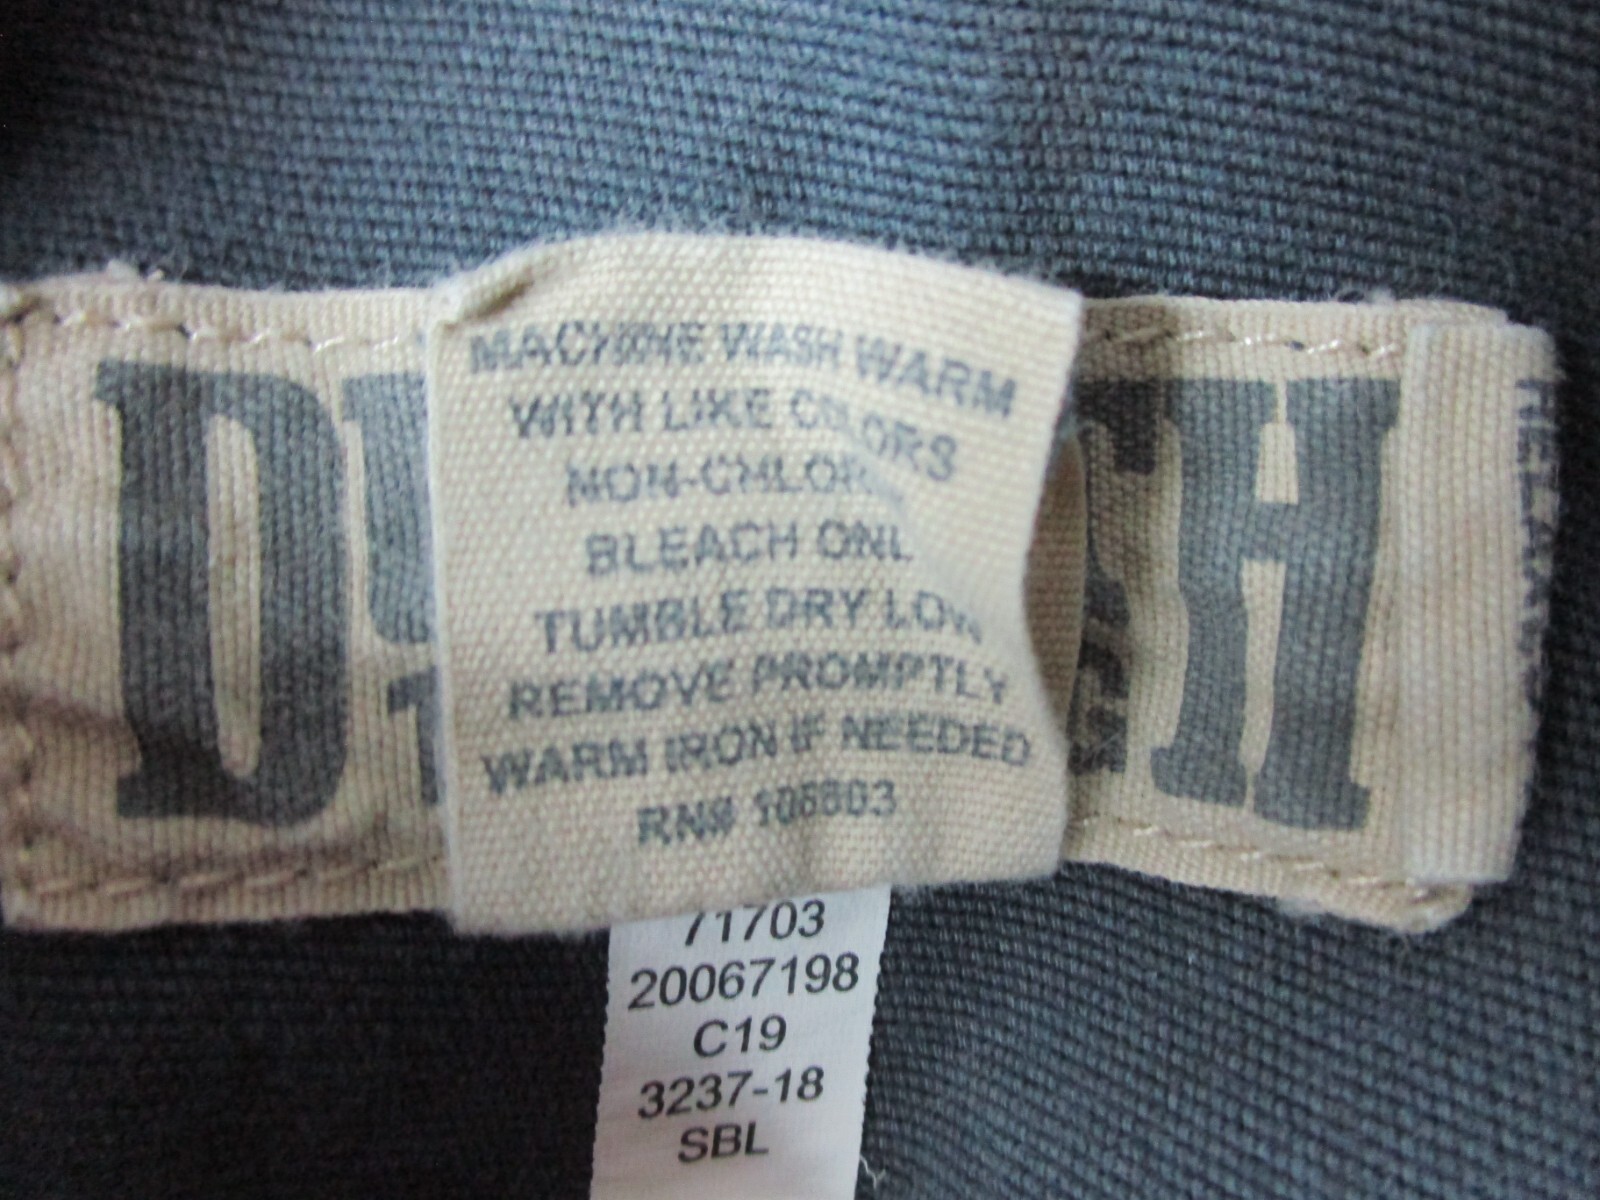 MACHINE WASH WARM
WITH LIKE COLORS
NON-CHLOR
BLEACH ONL
TUMBLE DRY LOW
REMOVE PROMPTLY
WARM IRON IF NEEDED
RN#
71703
20067198
C19
3237-18
SBL